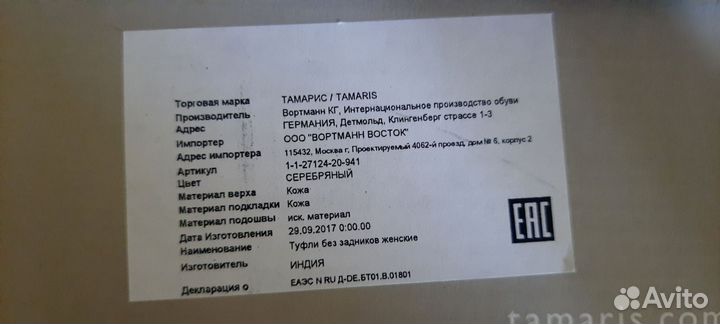 Торговая марка ТАМАРИС / TAMARIS
Производитель Вортманн КГ, Интернациональное производство обуви
Адрес ГЕРМАНИЯ, Детмольд, Клингенберг страссе 1-3
Импортер ООО "ВОРТМАНН ВОСТОК"
Адрес импортера 115432, Москва г, Проектируемый 4062-й проезд, дом № 6, корпус 2
Артикул 1-1-27124-20-941
Цвет СЕРЕБРЯНЫЙ
Материал верха Кожа
Материал подкладки Кожа
Материал подошвы иск. материал
Дата Изготовления 29.09.2017 0:00.00
Наименование Туфли без задников женские
Изготовитель ИНДИЯ
Декларация о ЕАЭС N RU Д-DE.БТ01.В.01801
EAC
tamaris.com
Avito